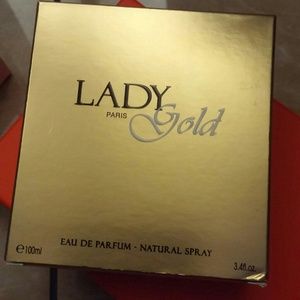 LADY
PARIS
Gold
EAU DE PARFUM - NATURAL SPRAY
℮100ml
3.4fl.oz.